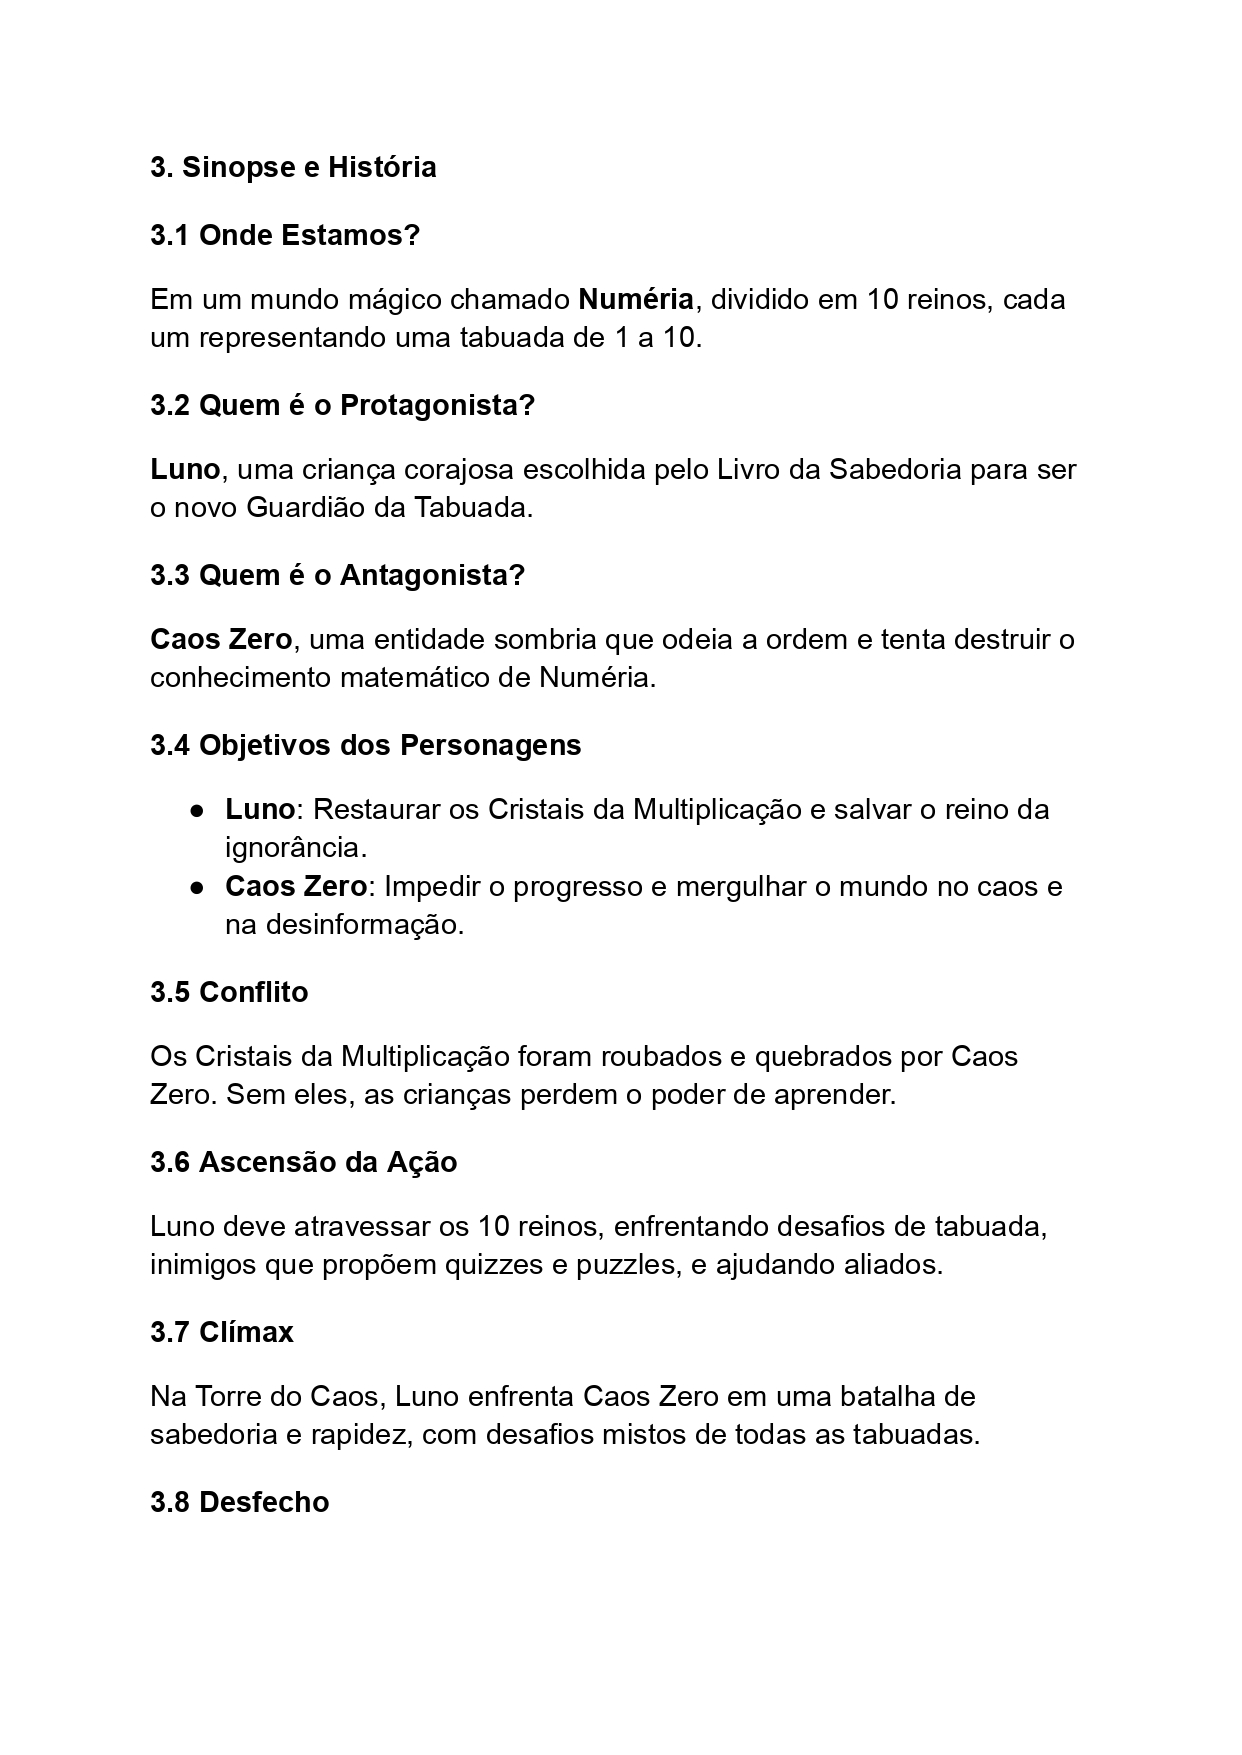 3. Sinopse e História
3.1 Onde Estamos?
Em um mundo mágico chamado Numéria, dividido em 10 reinos, cada
um representando uma tabuada de 1 a 10.
3.2 Quem é o Protagonista?
Luno, uma criança corajosa escolhida pelo Livro da Sabedoria para ser
o novo Guardião da Tabuada.
3.3 Quem é o Antagonista?
Caos Zero, uma entidade sombria que odeia a ordem e tenta destruir o
conhecimento matemático de Numéria.
3.4 Objetivos dos Personagens
● Luno: Restaurar os Cristais da Multiplicação e salvar o reino da
ignorância.
● Caos Zero: Impedir o progresso e mergulhar o mundo no caos e
na desinformação.
3.5 Conflito
Os Cristais da Multiplicação foram roubados e quebrados por Caos
Zero. Sem eles, as crianças perdem o poder de aprender.
3.6 Ascensão da Ação
Luno deve atravessar os 10 reinos, enfrentando desafios de tabuada,
inimigos que propõem quizzes e puzzles, e ajudando aliados.
3.7 Clímax
Na Torre do Caos, Luno enfrenta Caos Zero em uma batalha de
sabedoria e rapidez, com desafios mistos de todas as tabuadas.
3.8 Desfecho